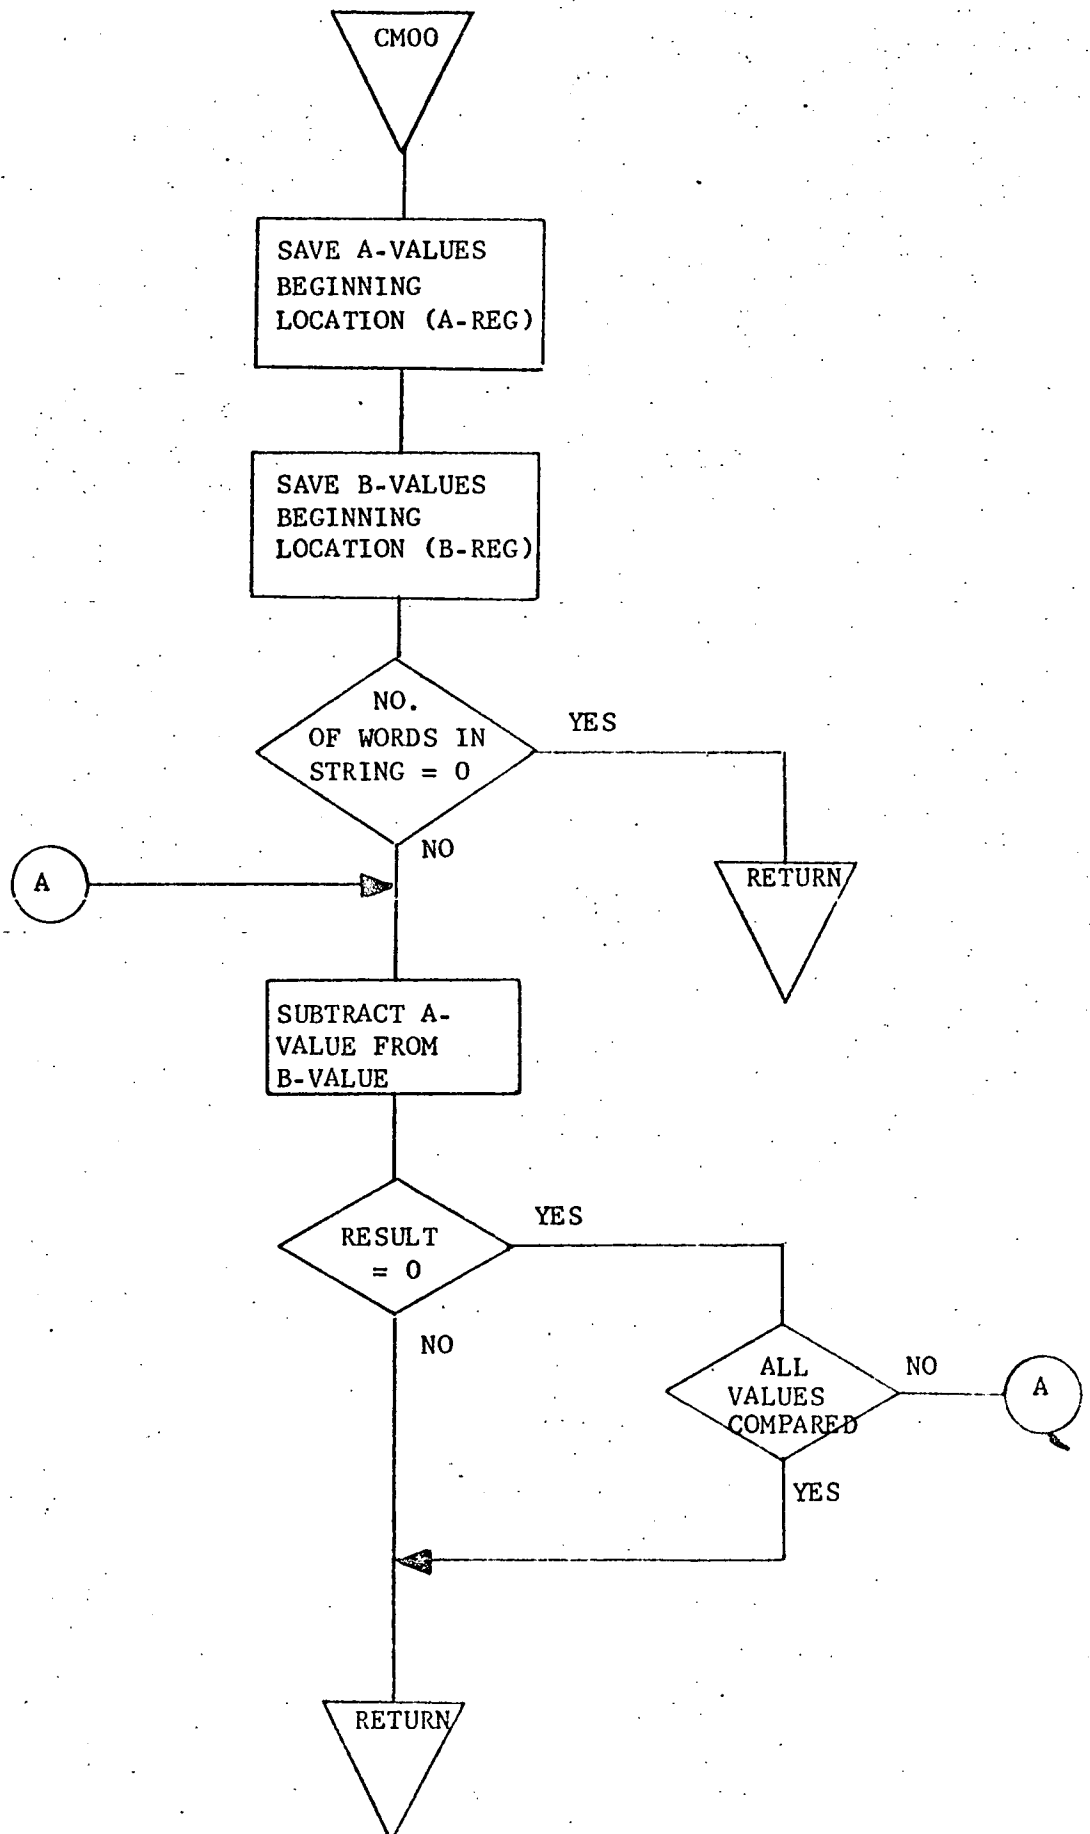 CM00
SAVE A-VALUES
BEGINNING
LOCATION (A-REG)
SAVE B-VALUES
BEGINNING
LOCATION (B-REG)
NO.
OF WORDS IN
STRING = 0
YES
NO
A
RETURN
SUBTRACT A-
VALUE FROM
B-VALUE
RESULT
= 0
YES
NO
ALL
VALUES
COMPARED
NO
A
YES
RETURN